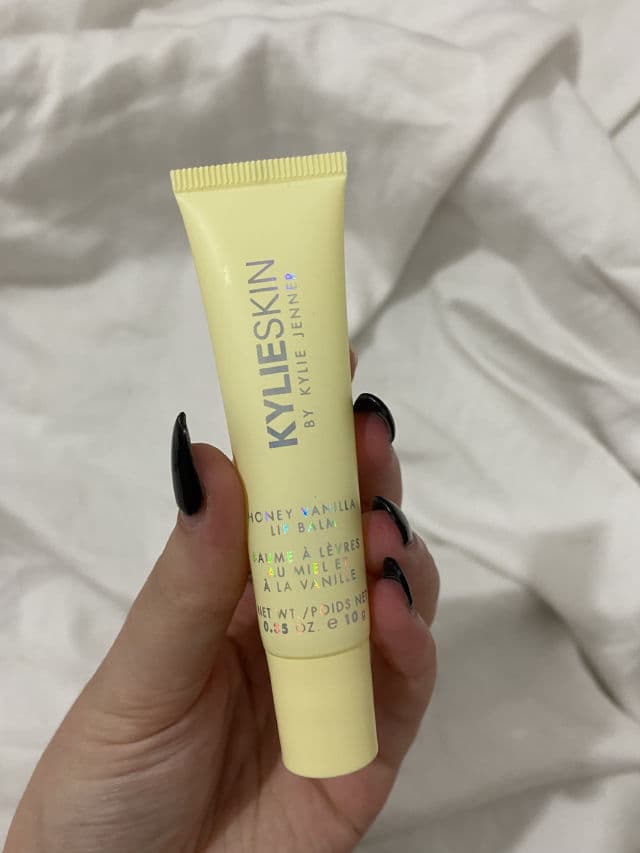 KYLIESKIN
BY KYLIE JENNER
HONEY VANILLA
LIP BALM
BAUME À LÈVRES
AU MIEL ET
À LA VANILLE
NET WT./POIDS NET
0.35 OZ. e 10 g